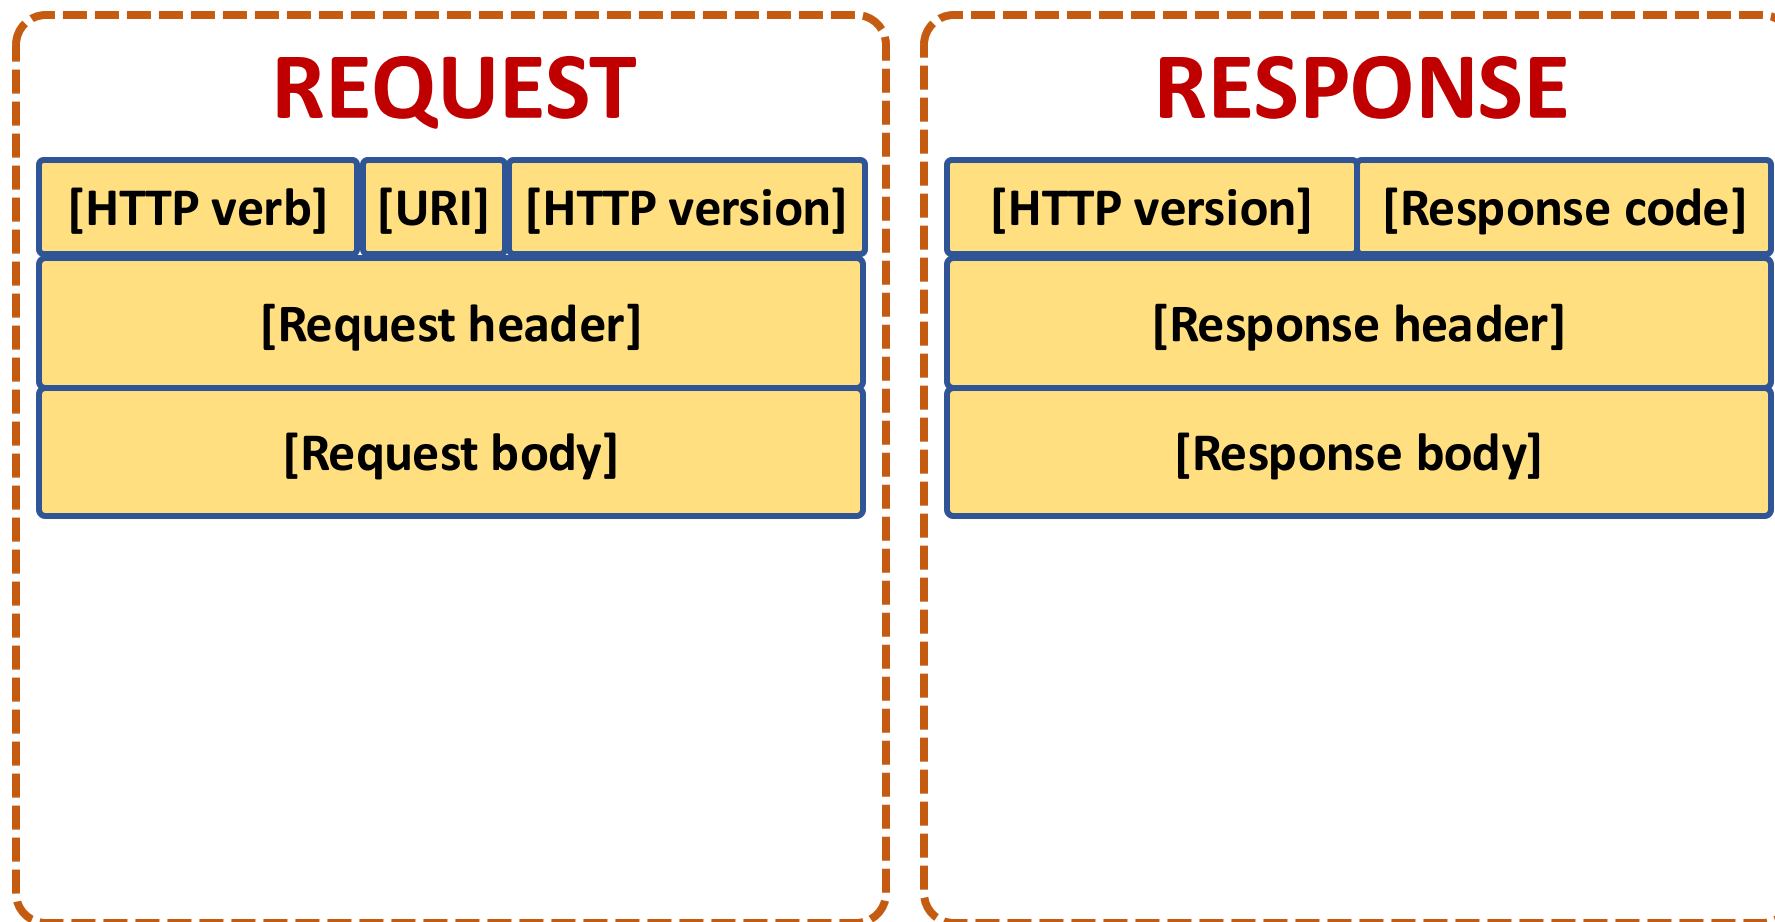 REQUEST
[HTTP verb] [URI] [HTTP version]
[Request header]
[Request body]
RESPONSE
[HTTP version] [Response code]
[Response header]
[Response body]